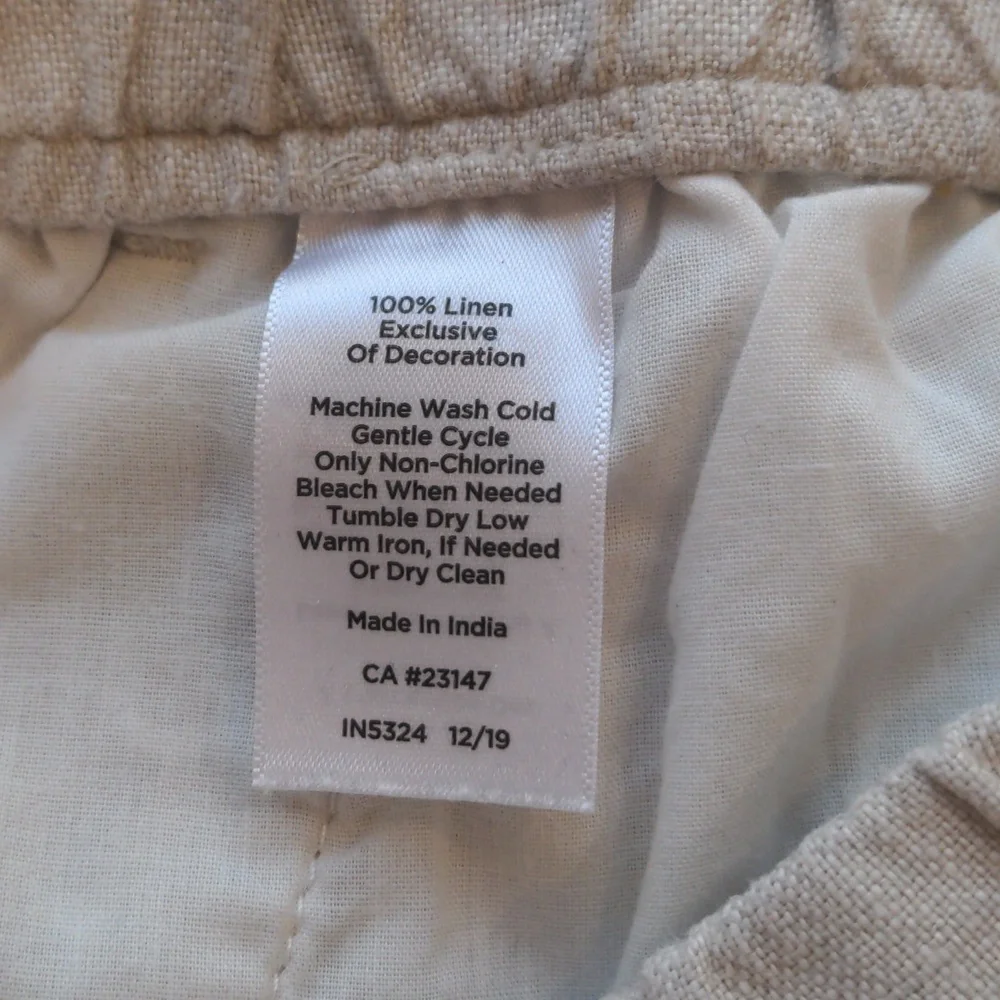 100% Linen
Exclusive
Of Decoration
Machine Wash Cold
Gentle Cycle
Only Non-Chlorine
Bleach When Needed
Tumble Dry Low
Warm Iron, If Needed
Or Dry Clean
Made In India
CA #23147
IN5324 12/19